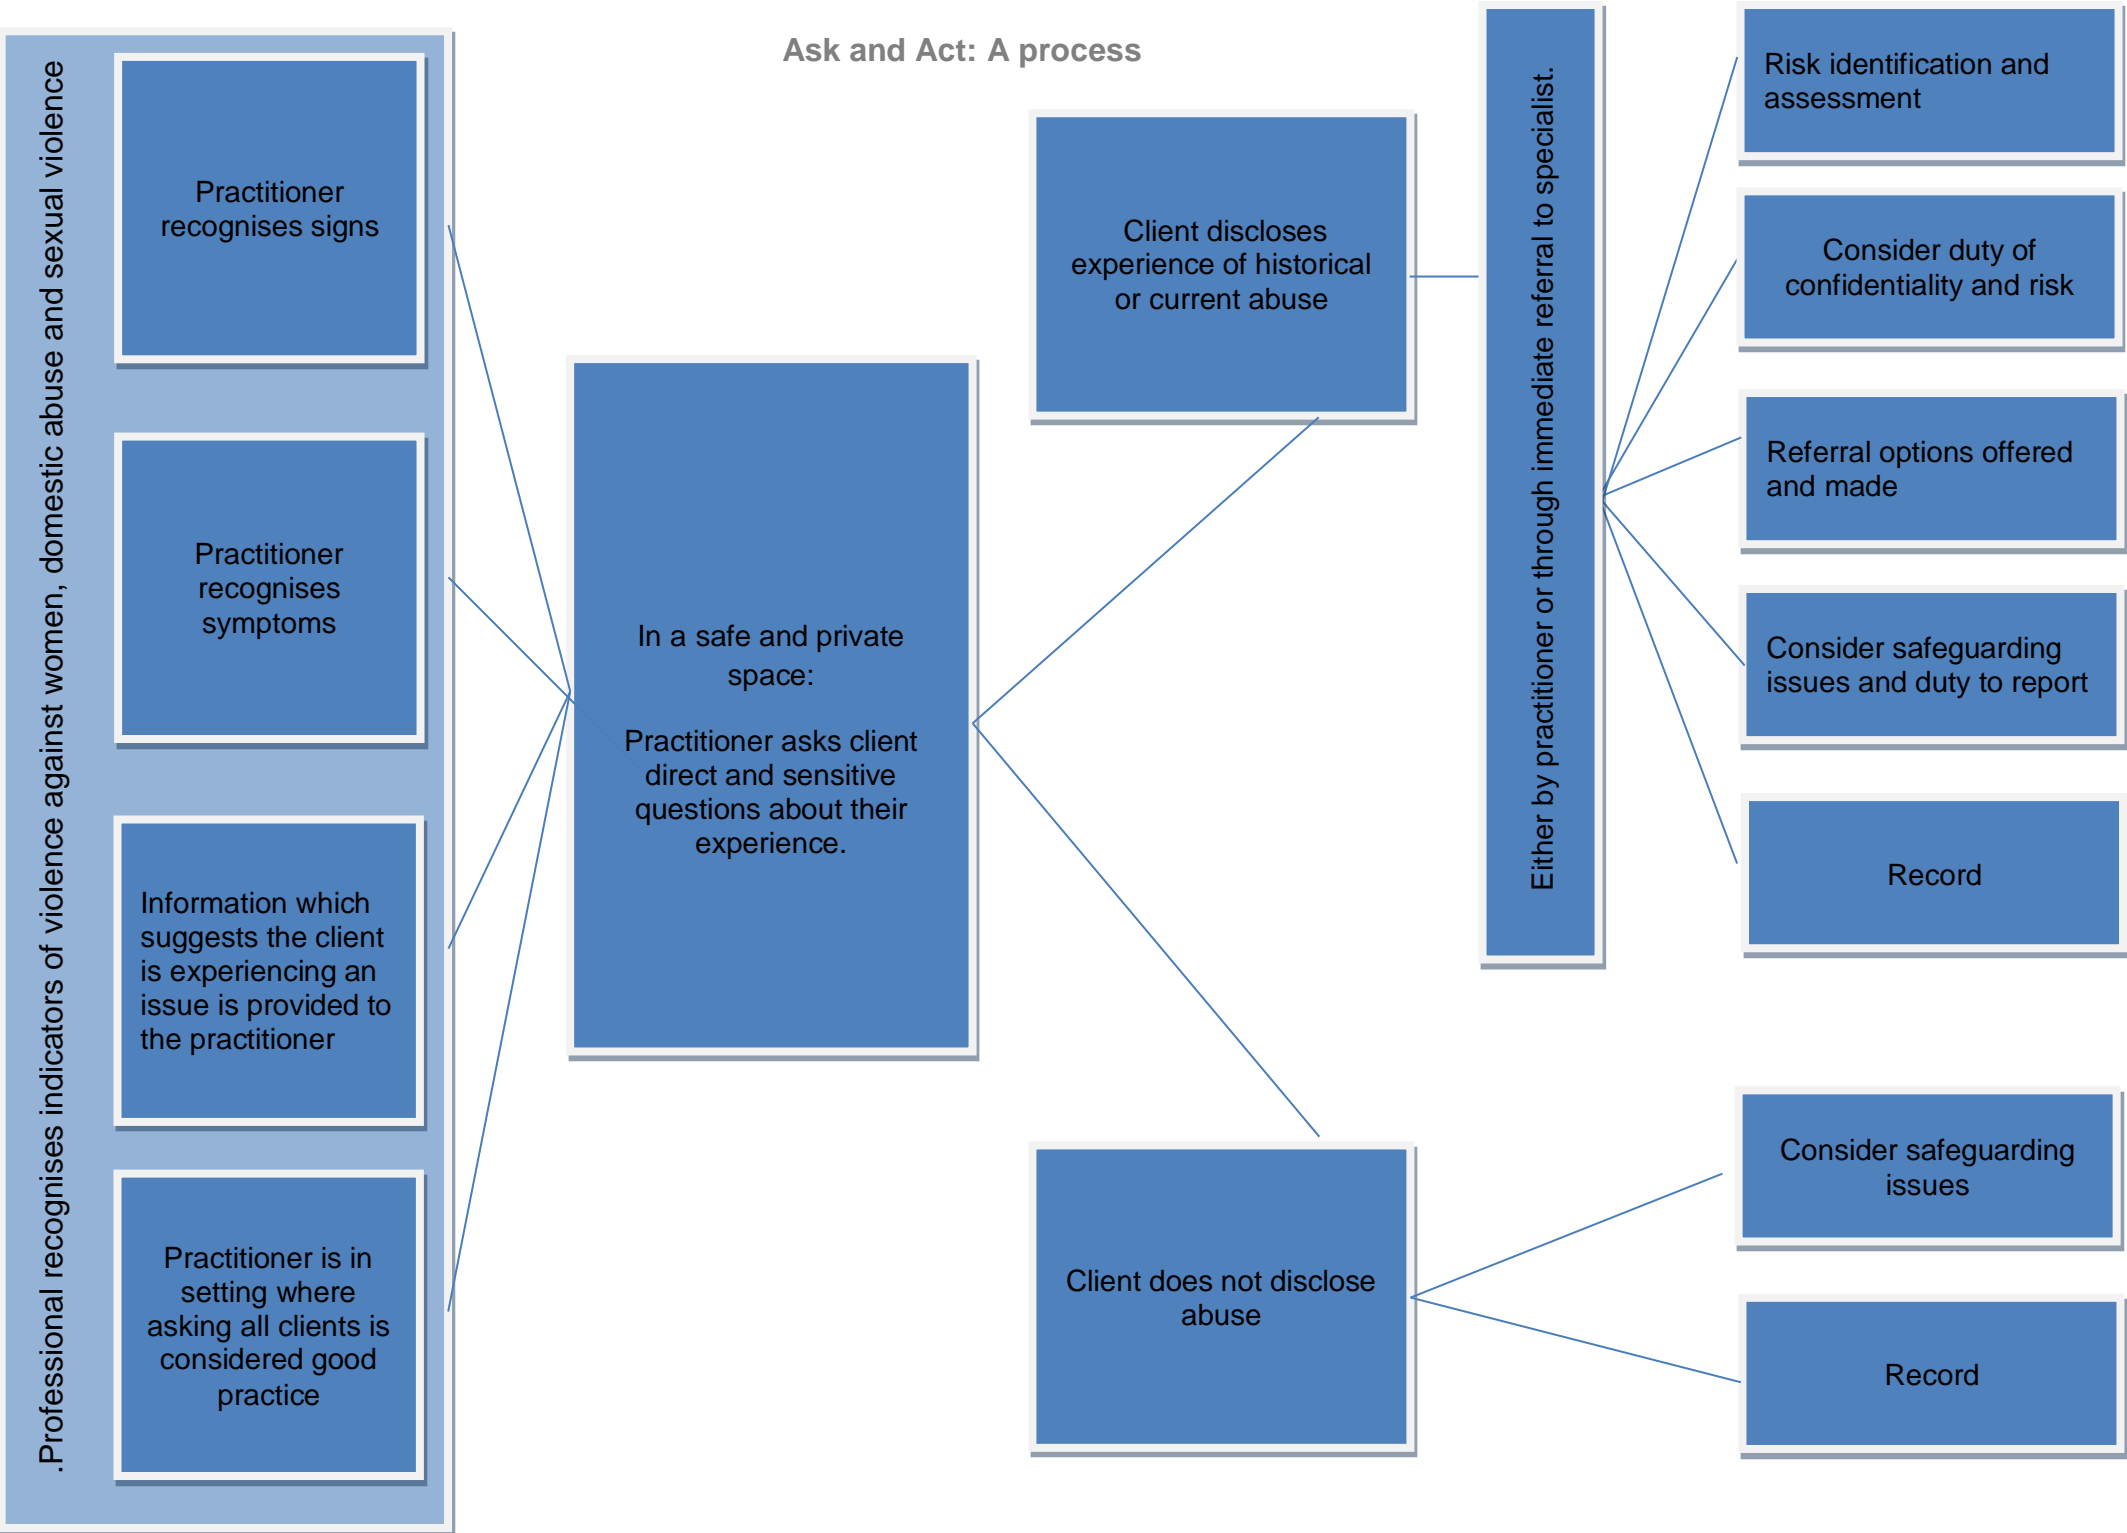 Ask and Act: A process
.Professional recognises indicators of violence against women, domestic abuse and sexual violence
Practitioner
recognises signs
Practitioner
recognises
symptoms
Information which
suggests the client
is experiencing an
issue is provided to
the practitioner
Practitioner is in
setting where
asking all clients is
considered good
practice
In a safe and private
space:
Practitioner asks client
direct and sensitive
questions about their
experience.
Client discloses
experience of historical
or current abuse
Either by practitioner or through immediate referral to specialist.
Risk identification and
assessment
Consider duty of
confidentiality and risk
Referral options offered
and made
Consider safeguarding
issues and duty to report
Record
Client does not disclose
abuse
Consider safeguarding
issues
Record